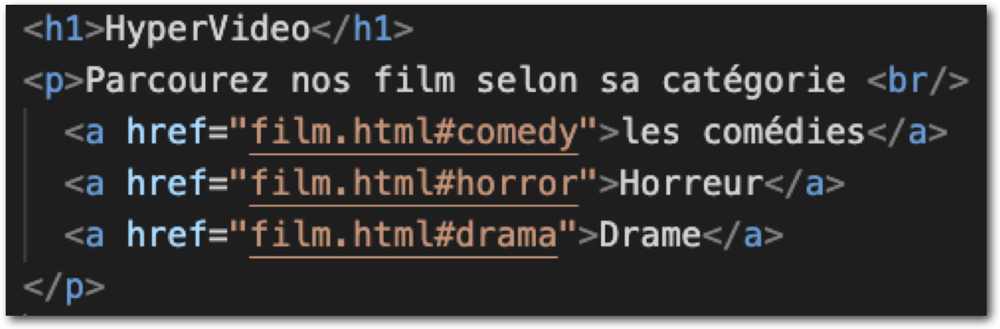 <h1>HyperVideo</h1>
<p>Parcourez nos film selon sa catégorie <br/>
<a href="film.html#comedy">les comédies</a>
<a href="film.html#horror">Horreur</a>
<a href="film.html#drama">Drame</a>
</p>